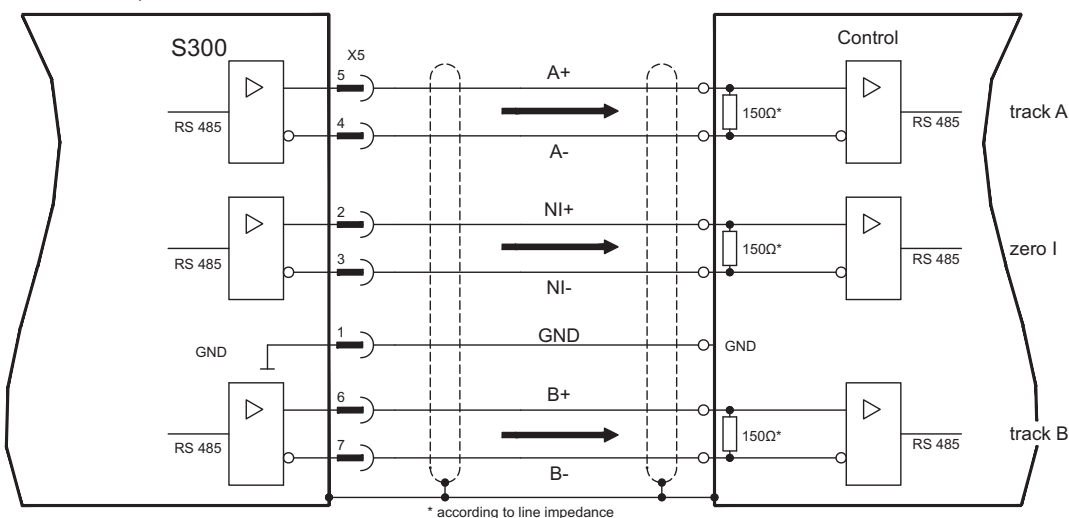 S300
X5
Control
5
A+
RS 485
150Ω*
RS 485
track A
4
A-
2
NI+
RS 485
150Ω*
RS 485
zero I
3
NI-
1
GND
GND
GND
6
B+
RS 485
150Ω*
RS 485
track B
7
B-
* according to line impedance